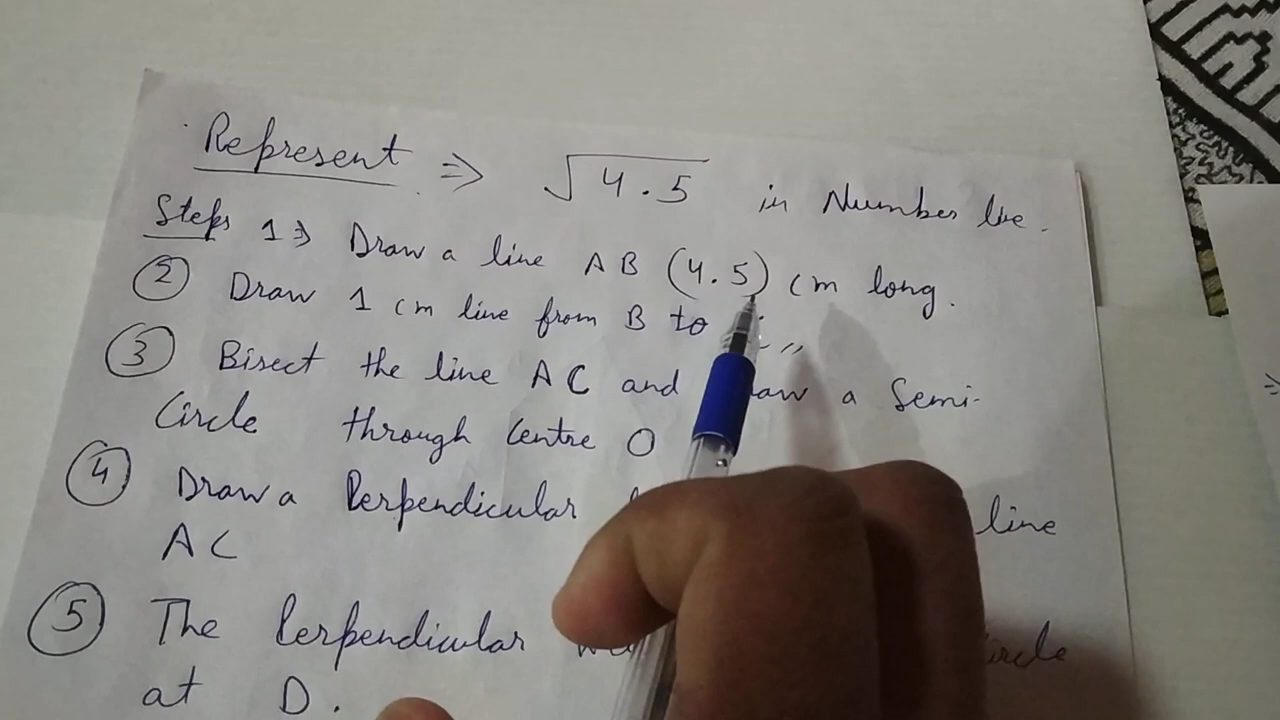 Represent ⇒ √4.5 in Number line.
Steps 1⇒ Draw a line AB (4.5) cm long.
② Draw 1 cm line from B to
③ Bisect the line AC and draw a Semi-
Circle through Centre O
④ Draw a Perpendicular line
AC
⑤ The Perpendicular circle
at D.